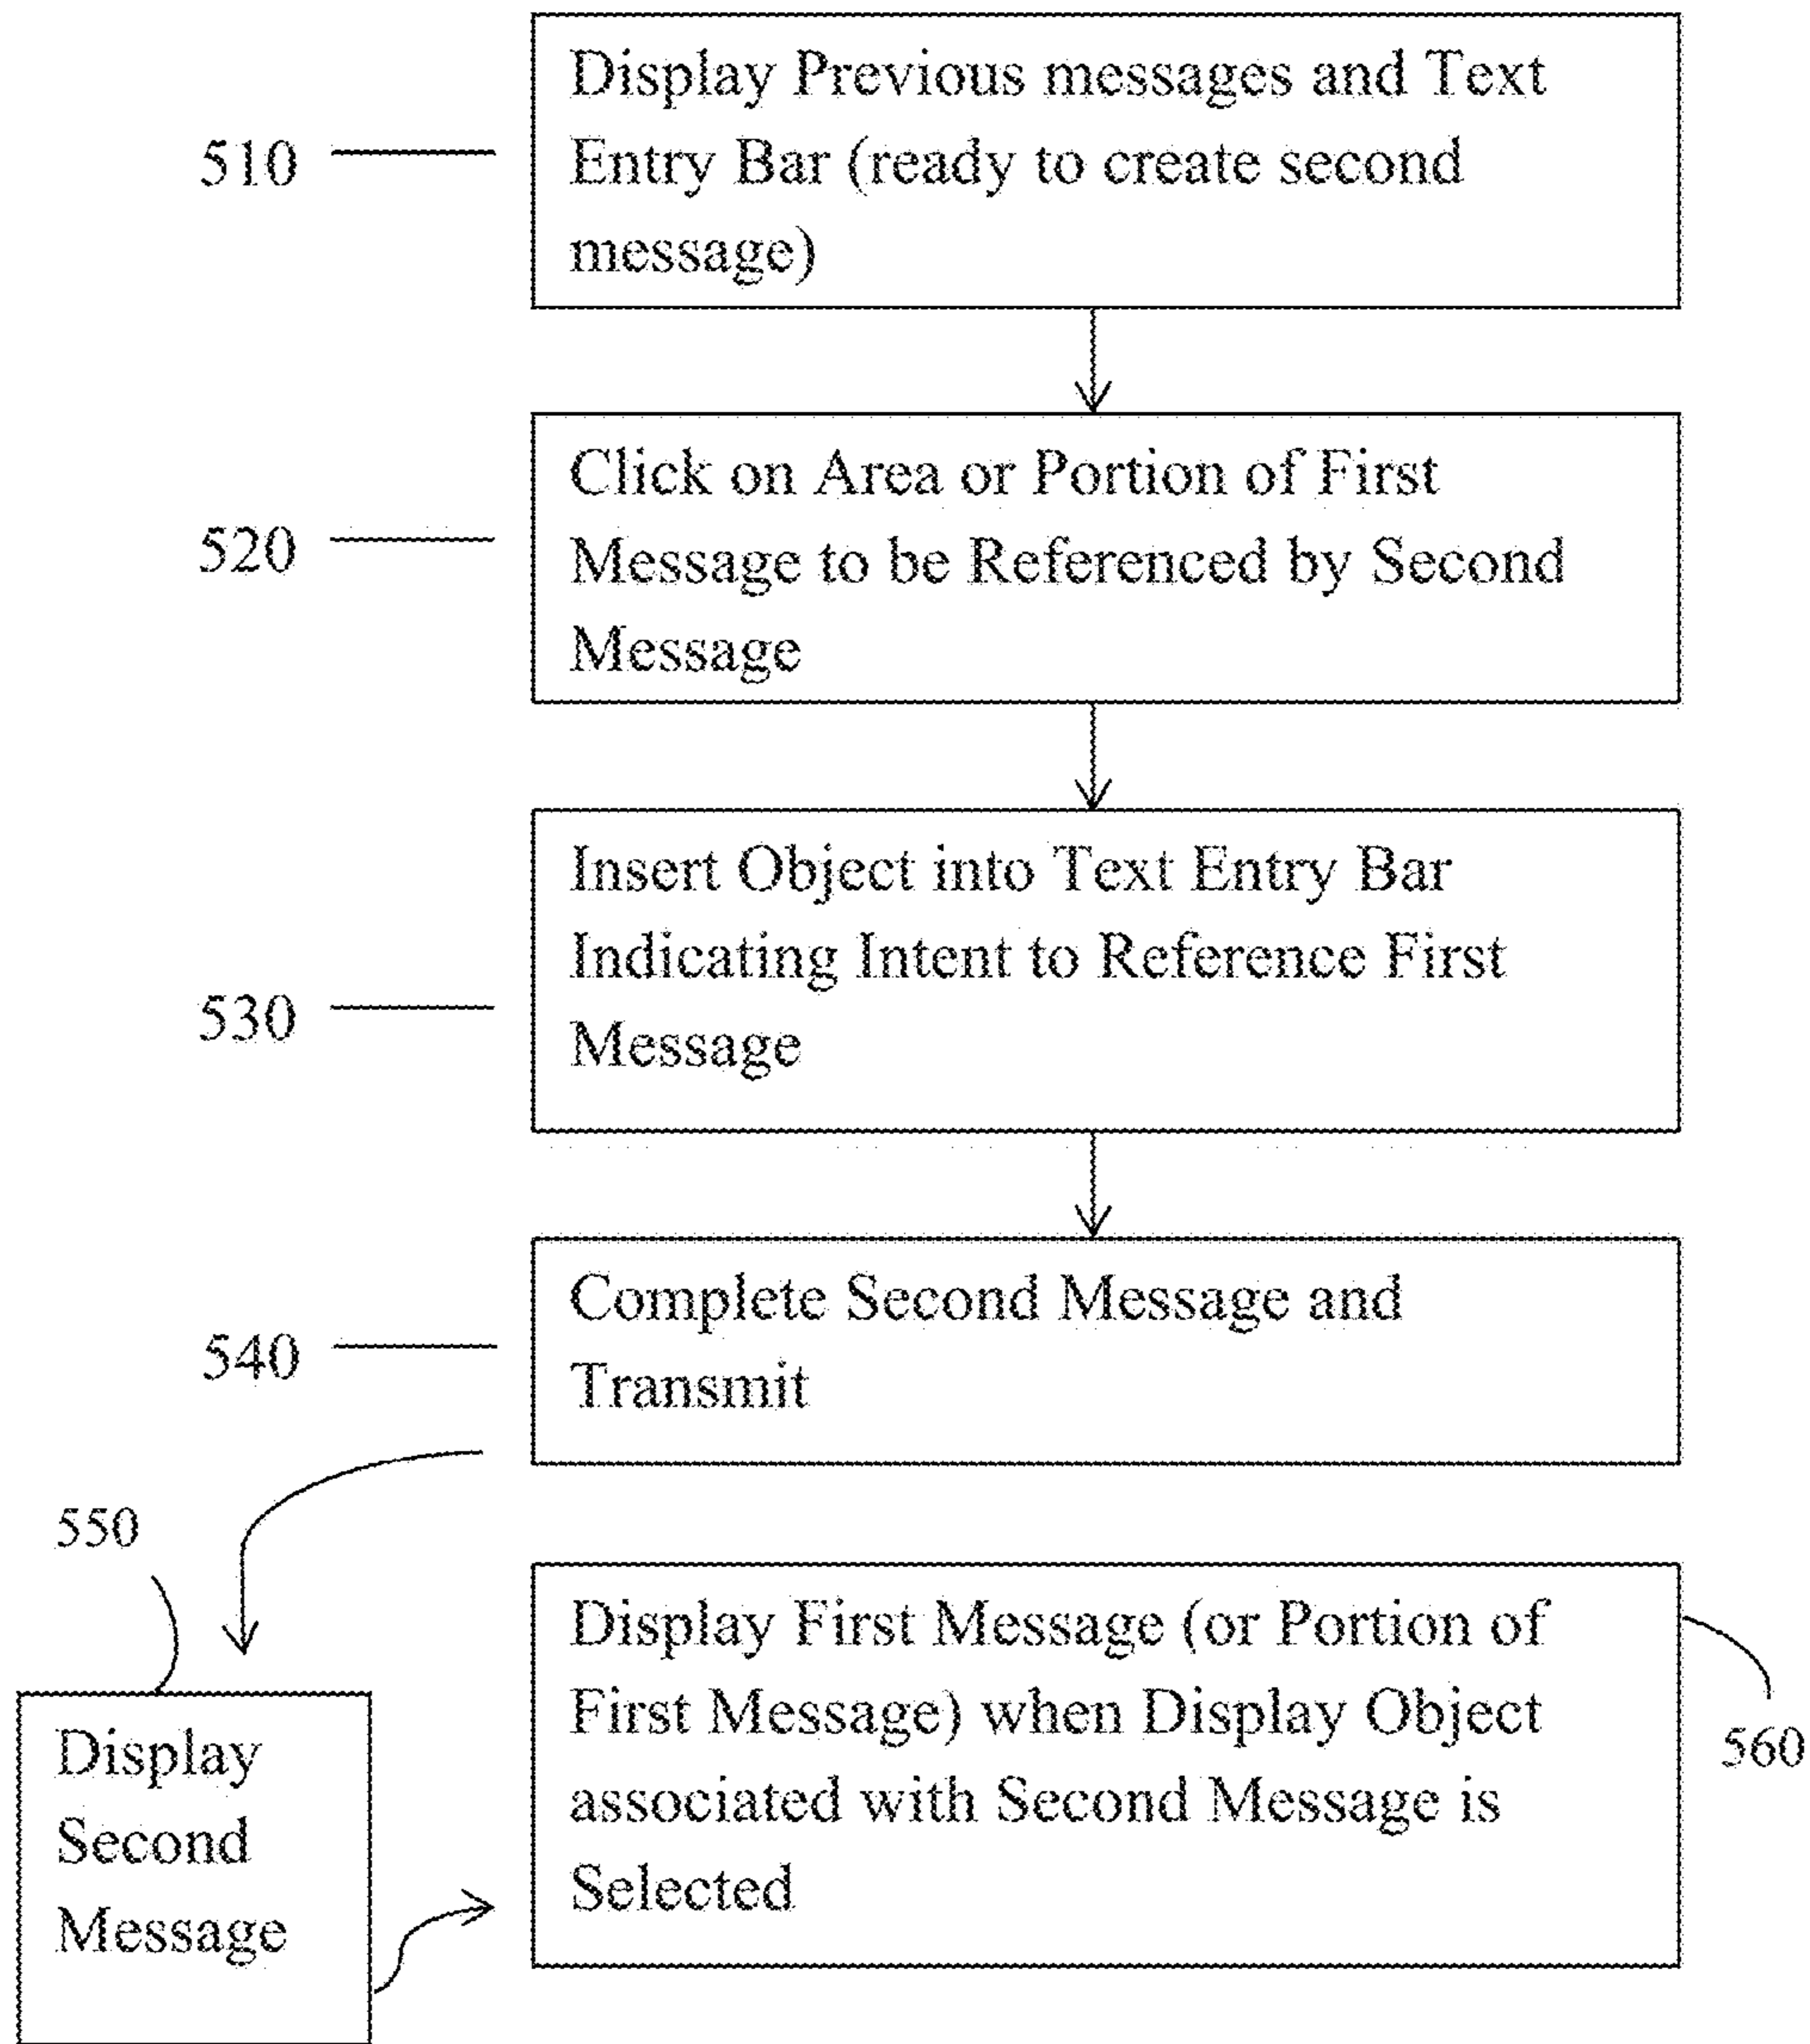 510
Display Previous messages and Text
Entry Bar (ready to create second
message)
520
Click on Area or Portion of First
Message to be Referenced by Second
Message
530
Insert Object into Text Entry Bar
Indicating Intent to Reference First
Message
540
Complete Second Message and
Transmit
550
Display
Second
Message
Display First Message (or Portion of
First Message) when Display Object
associated with Second Message is
Selected
560